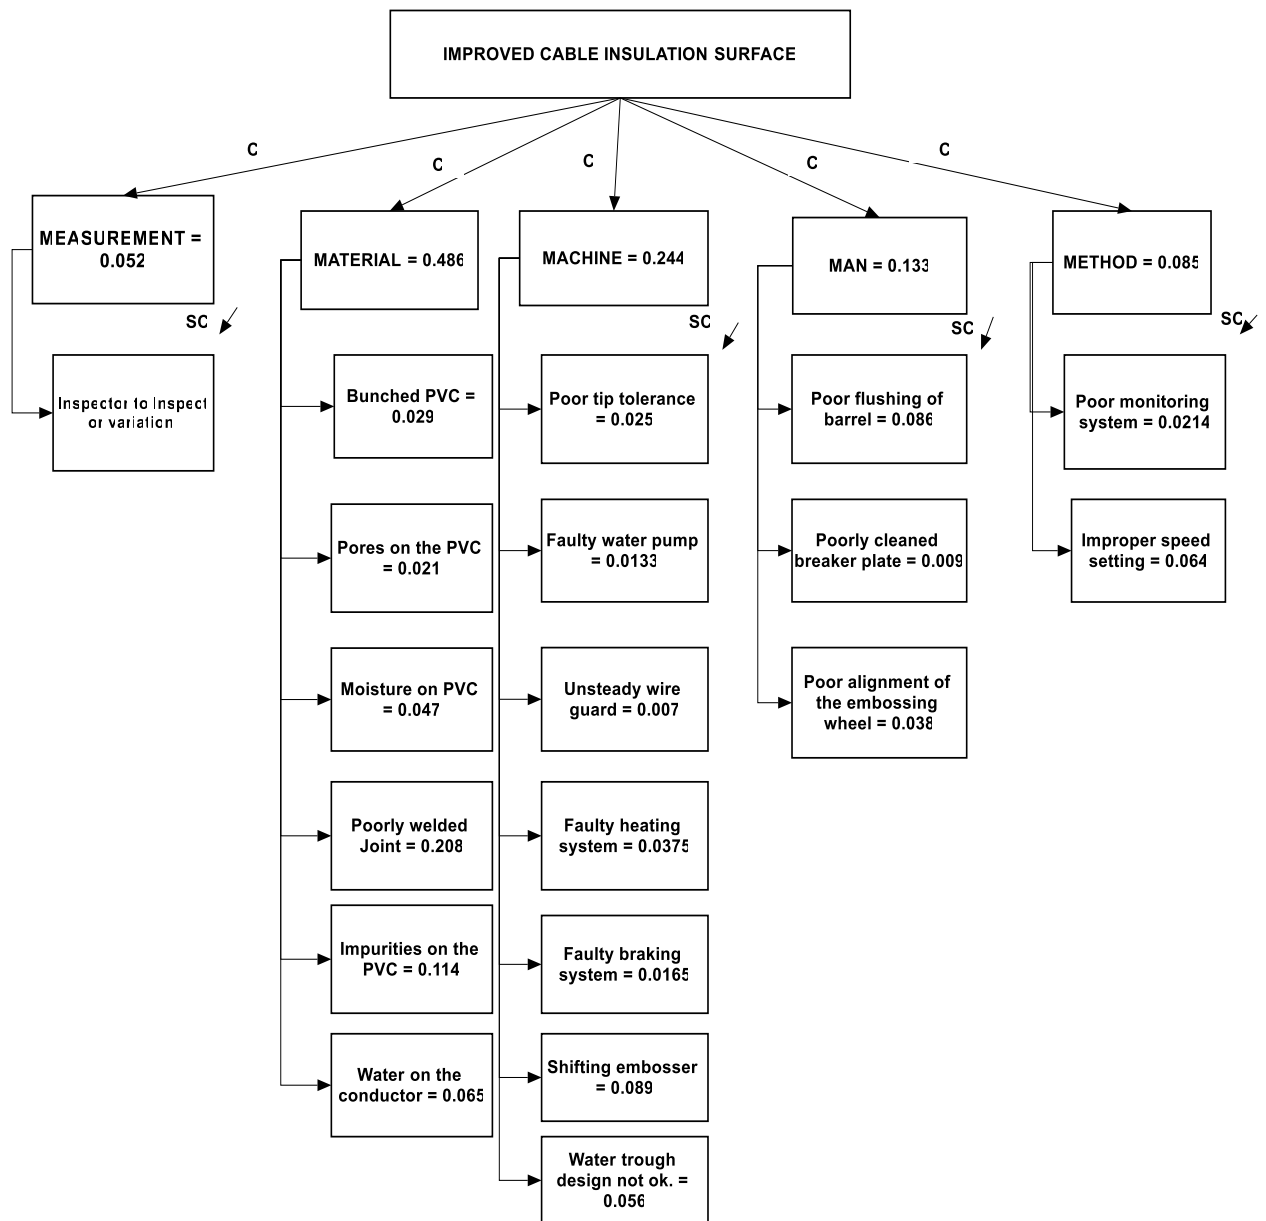 IMPROVED CABLE INSULATION SURFACE
C
C
C
C
C
MEASUREMENT =
0.052
MATERIAL = 0.486
MACHINE = 0.244
MAN = 0.133
METHOD = 0.085
SC
SC
SC
SC
Inspector to Inspect
or variation
Bunched PVC =
0.029
Pores on the PVC
= 0.021
Moisture on PVC
= 0.047
Poorly welded
Joint = 0.208
Impurities on the
PVC = 0.114
Water on the
conductor = 0.065
Poor tip tolerance
= 0.025
Faulty water pump
= 0.0133
Unsteady wire
guard = 0.007
Faulty heating
system = 0.0375
Faulty braking
system = 0.0165
Shifting embosser
= 0.089
Water trough
design not ok. =
0.056
Poor flushing of
barrel = 0.086
Poorly cleaned
breaker plate = 0.009
Poor alignment of
the embossing
wheel = 0.038
Poor monitoring
system = 0.0214
Improper speed
setting = 0.064